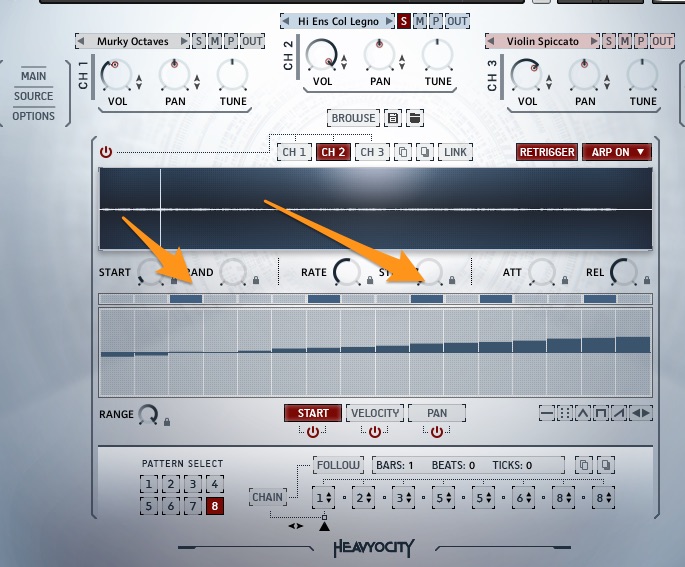 Hi Ens Col Legno S M P OUT
Murky Octaves S M P OUT
Violin Spiccato S M P OUT
CH 1 VOL PAN TUNE
CH 2 VOL PAN TUNE
CH 3 VOL PAN TUNE
MAIN
SOURCE
OPTIONS
BROWSE
CH 1 CH 2 CH 3 LINK RETRIGGER ARP ON
START RAND RATE ATT REL
RANGE START VELOCITY PAN
PATTERN SELECT
1 2 3 4
5 6 7 8
FOLLOW BARS: 1 BEATS: 0 TICKS: 0
CHAIN 1 2 3 5 5 6 8 8
HEAVYOCITY